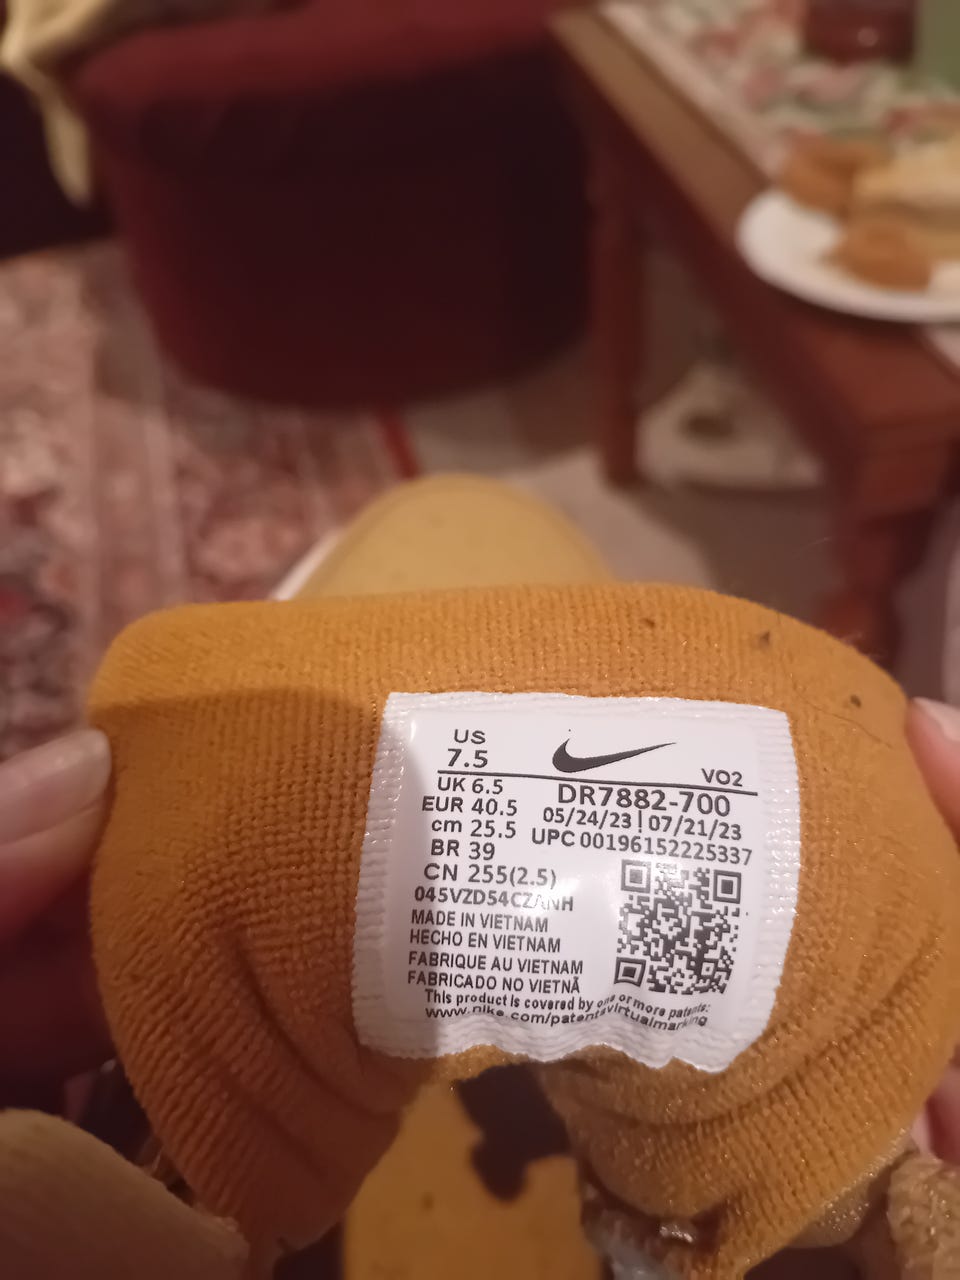 US
7.5
VO2
UK 6.5
DR7882-700
EUR 40.5
05/24/23 | 07/21/23
cm 25.5
UPC 00196152225337
BR 39
CN 255(2.5)
045VZD54CZANH
MADE IN VIETNAM
HECHO EN VIETNAM
FABRIQUE AU VIETNAM
FABRICADO NO VIETNÃ
This product is covered by one or more patents:
www.nike.com/patentsvirtualmarking